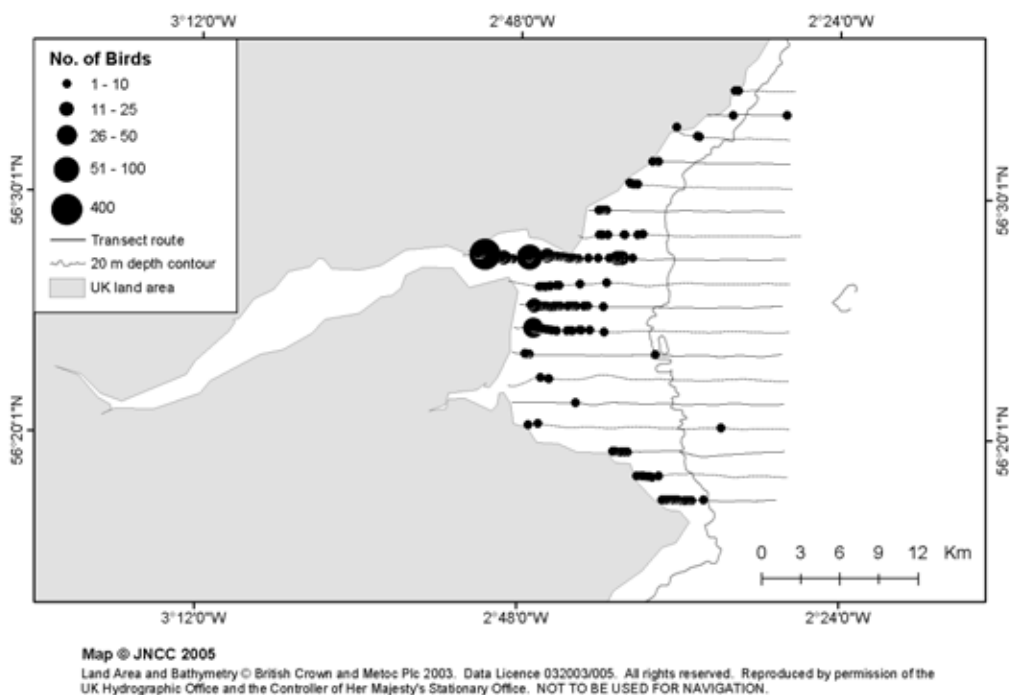 3°12'0"W 2°48'0"W 2°24'0"W
No. of Birds
1 - 10
11 - 25
26 - 50
51 - 100
400
Transect route
20 m depth contour
UK land area
56°30'1"N 56°30'1"N
56°20'1"N 56°20'1"N
0 3 6 9 12 Km
3°12'0"W 2°48'0"W 2°24'0"W
Map © JNCC 2005
Land Area and Bathymetry © British Crown and Metoc Plc 2003. Data Licence 032003/005. All rights reserved. Reproduced by permission of the
UK Hydrographic Office and the Controller of Her Majesty's Stationary Office. NOT TO BE USED FOR NAVIGATION.